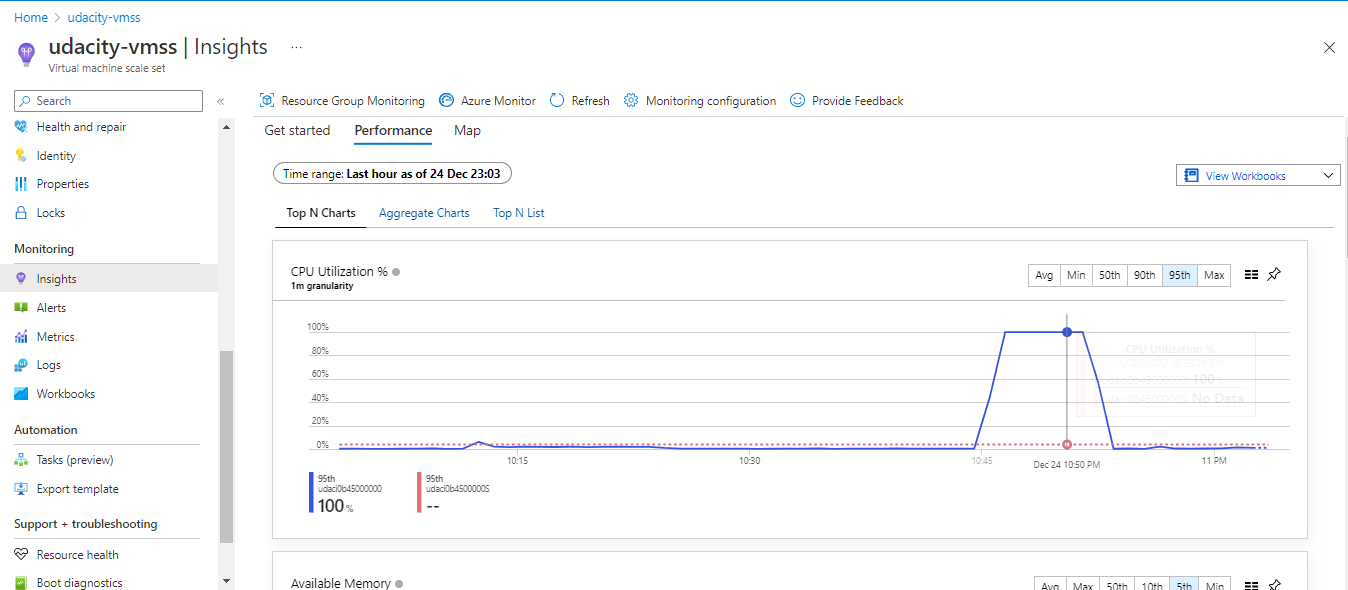 Home > udacity-vmss
udacity-vmss | Insights ...
Virtual machine scale set
Search «
Resource Group Monitoring Azure Monitor Refresh Monitoring configuration Provide Feedback
Health and repair
Identity
Properties
Locks
Monitoring
Insights
Alerts
Metrics
Logs
Workbooks
Automation
Tasks (preview)
Export template
Support + troubleshooting
Resource health
Boot diagnostics
Get started Performance Map
Time range: Last hour as of 24 Dec 23:03
View Workbooks
Top N Charts Aggregate Charts Top N List
CPU Utilization %
1m granularity
Avg Min 50th 90th 95th Max
100%
80%
60%
40%
20%
0%
CPU Utilization %
100
No Data
10:15 10:30 10:45 Dec 24 10:50 PM 11 PM
95th
udaci0b45000000
100 %
95th
udaci0b4500000S
--
Available Memory
Avg Max 50th 10th 5th Min